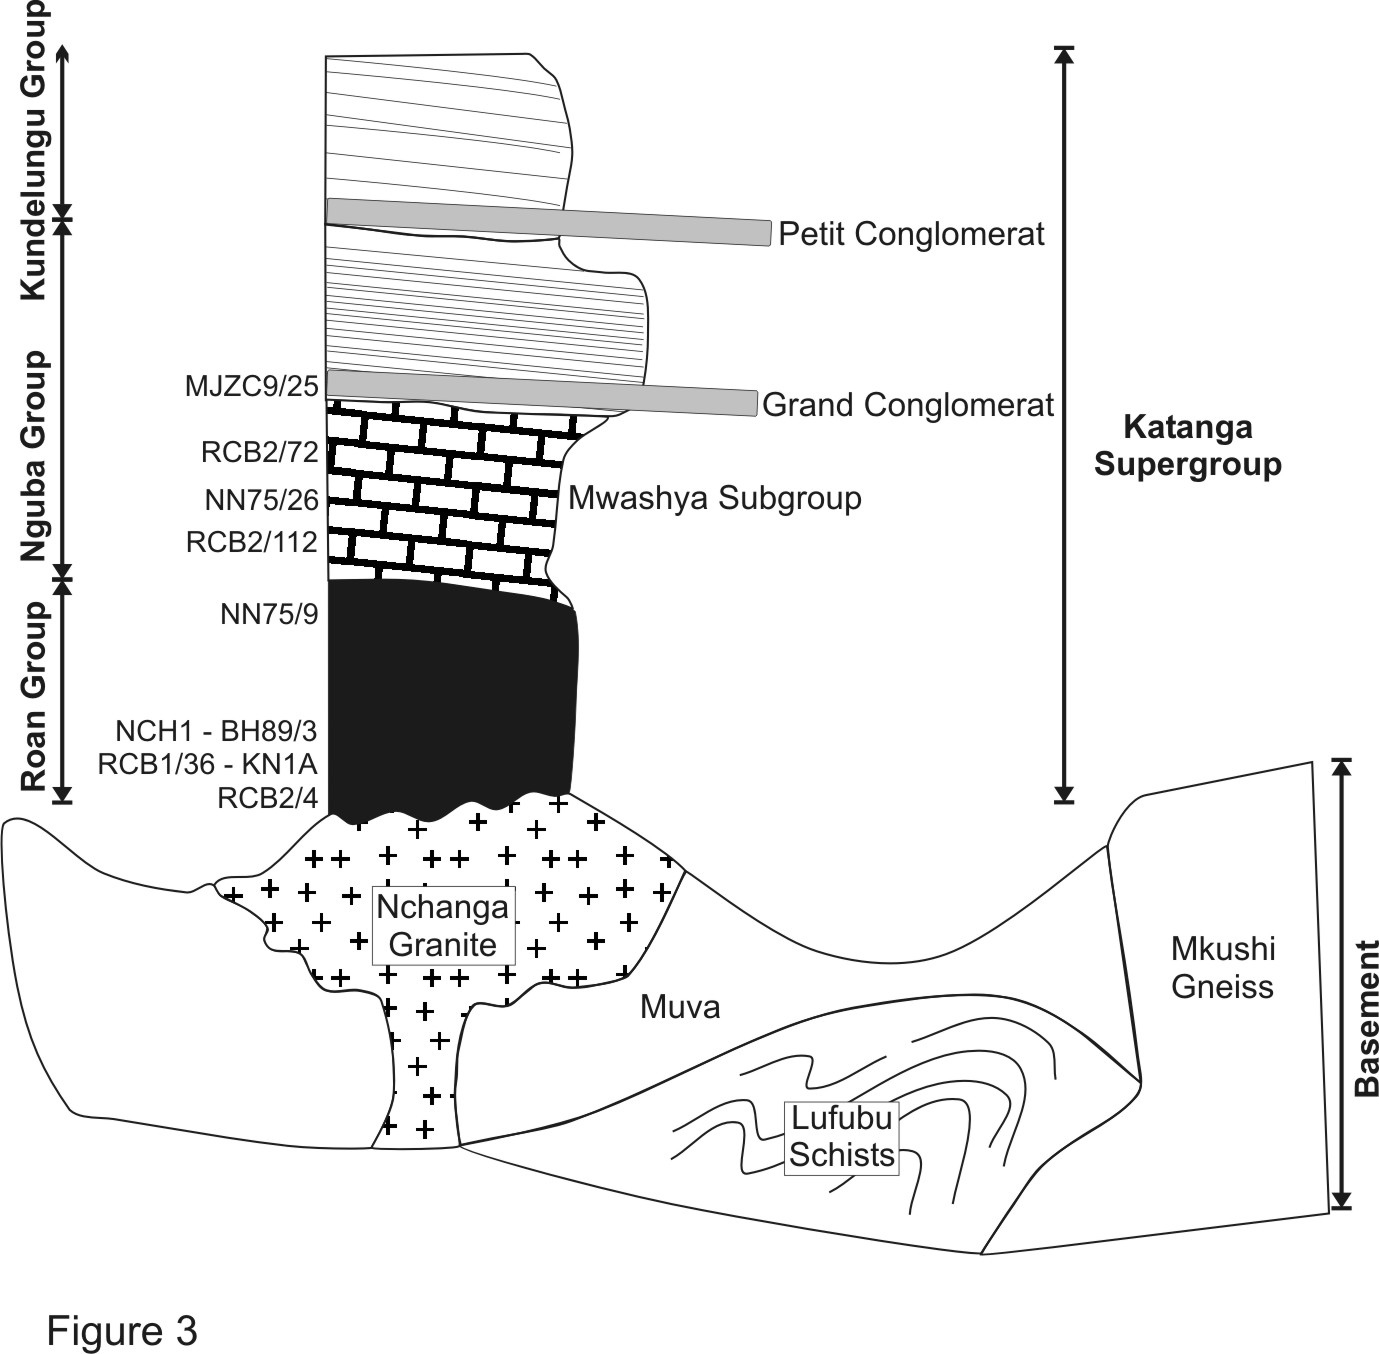 Kundelungu Group
Petit Conglomerat
Nguba Group
MJZC9/25
Grand Conglomerat
RCB2/72
NN75/26
RCB2/112
Mwashya Subgroup
Katanga
Supergroup
Roan Group
NN75/9
NCH1 - BH89/3
RCB1/36 - KN1A
RCB2/4
Nchanga
Granite
Muva
Mkushi
Gneiss
Basement
Lufubu
Schists
Figure 3